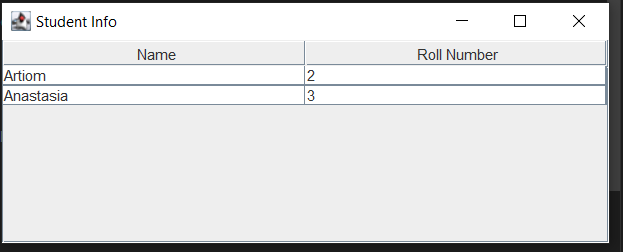 Student Info
Name Roll Number
Artiom 2
Anastasia 3